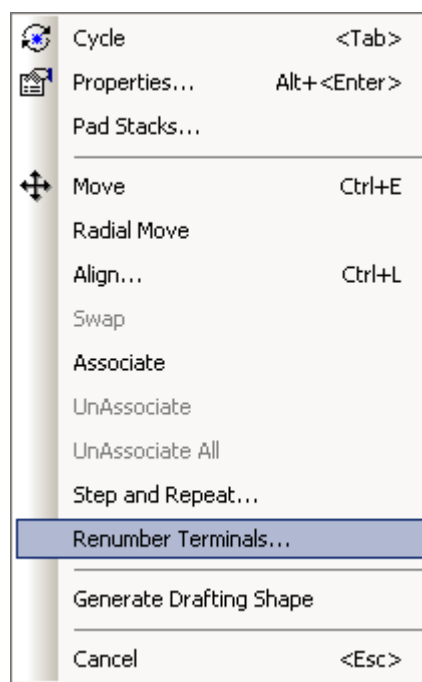 Cycle <Tab>
Properties... Alt+<Enter>
Pad Stacks...
Move Ctrl+E
Radial Move
Align... Ctrl+L
Swap
Associate
UnAssociate
UnAssociate All
Step and Repeat...
Renumber Terminals...
Generate Drafting Shape
Cancel <Esc>